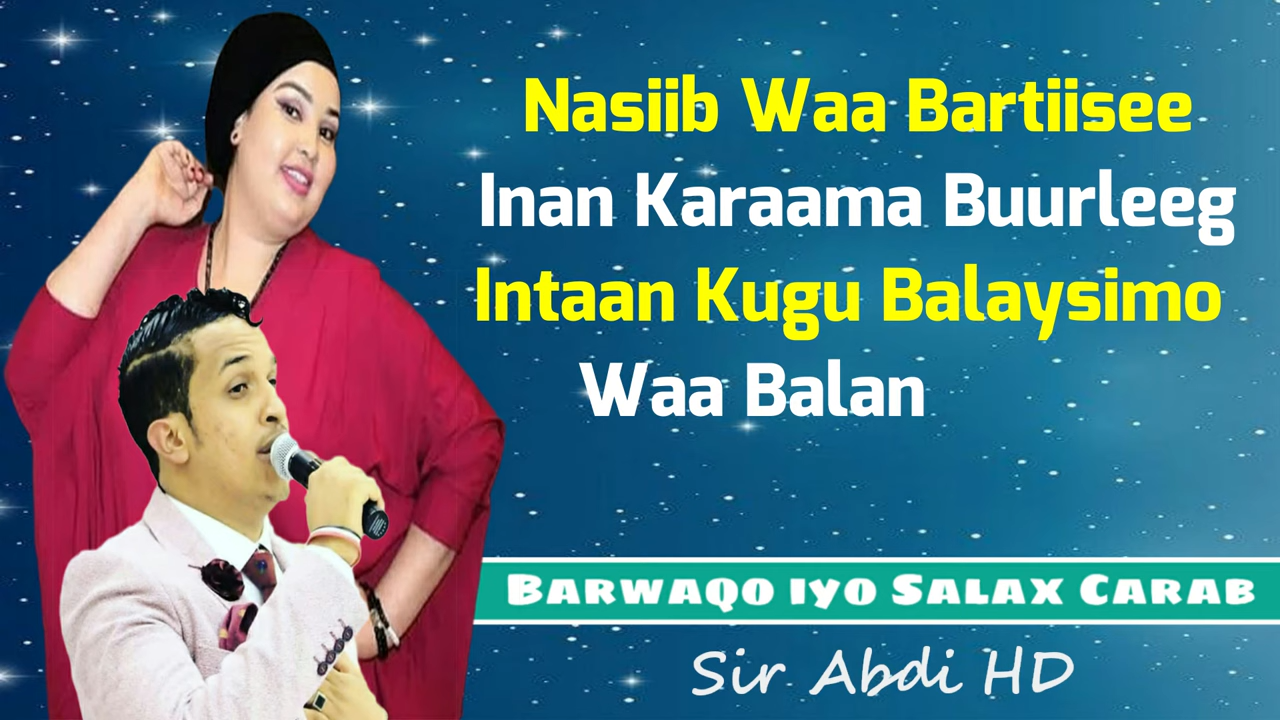 Nasiib Waa Bartiisee
Inan Karaama Buurleeg
Intaan Kugu Balaysimo
Waa Balan
Barwaqo iyo Salax Carab
Sir Abdi HD